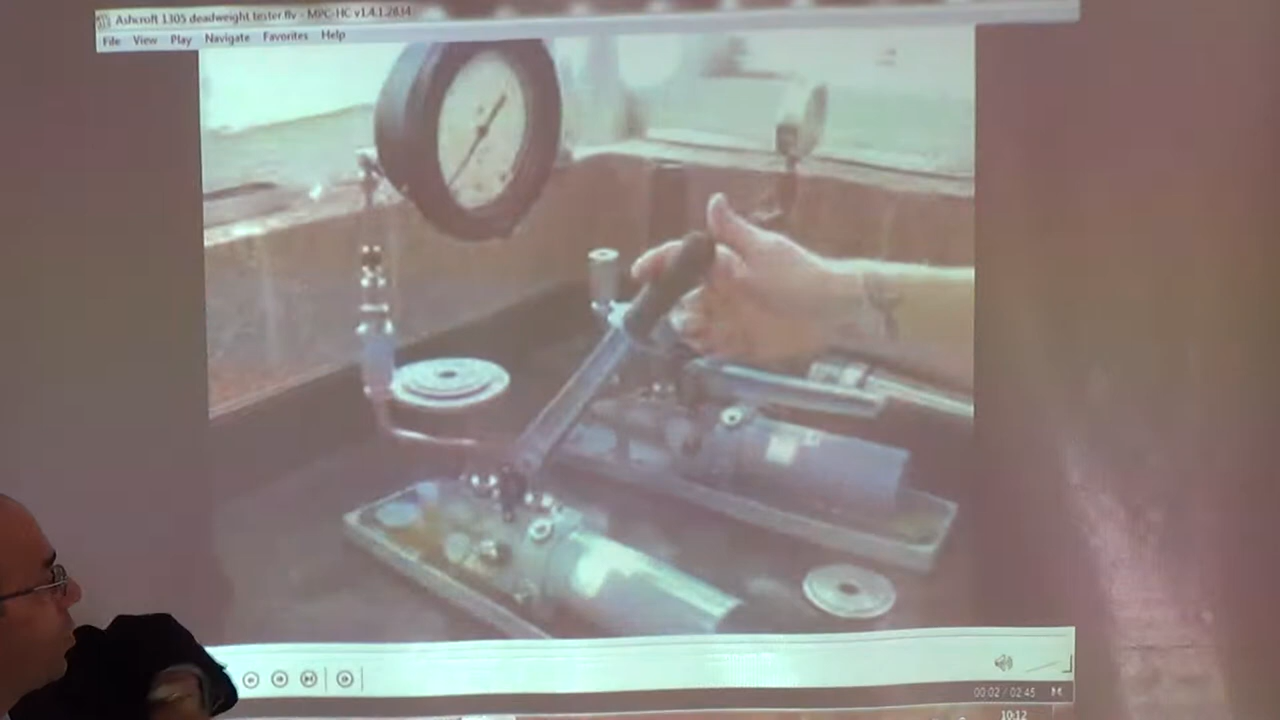 Ashcroft 1305 deadweight tester.flv - MPC-HC v1.4.1.2834
File View Play Navigate Favorites Help
00:02 / 02:45
10:12